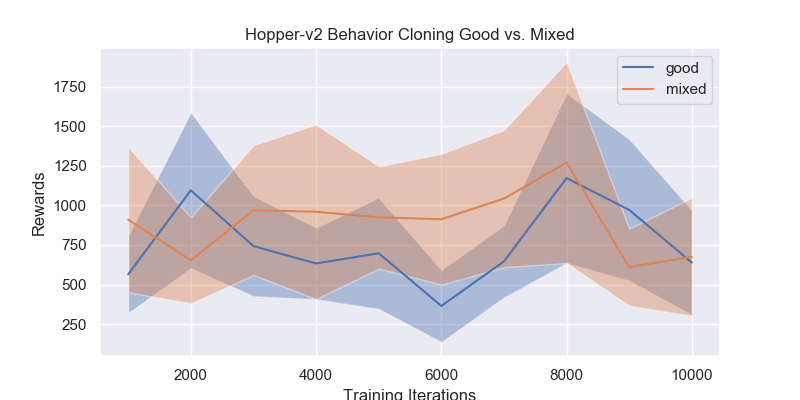 Hopper-v2 Behavior Cloning Good vs. Mixed
good
mixed
Rewards
1750
1500
1250
1000
750
500
250
2000
4000
6000
8000
10000
Training Iterations